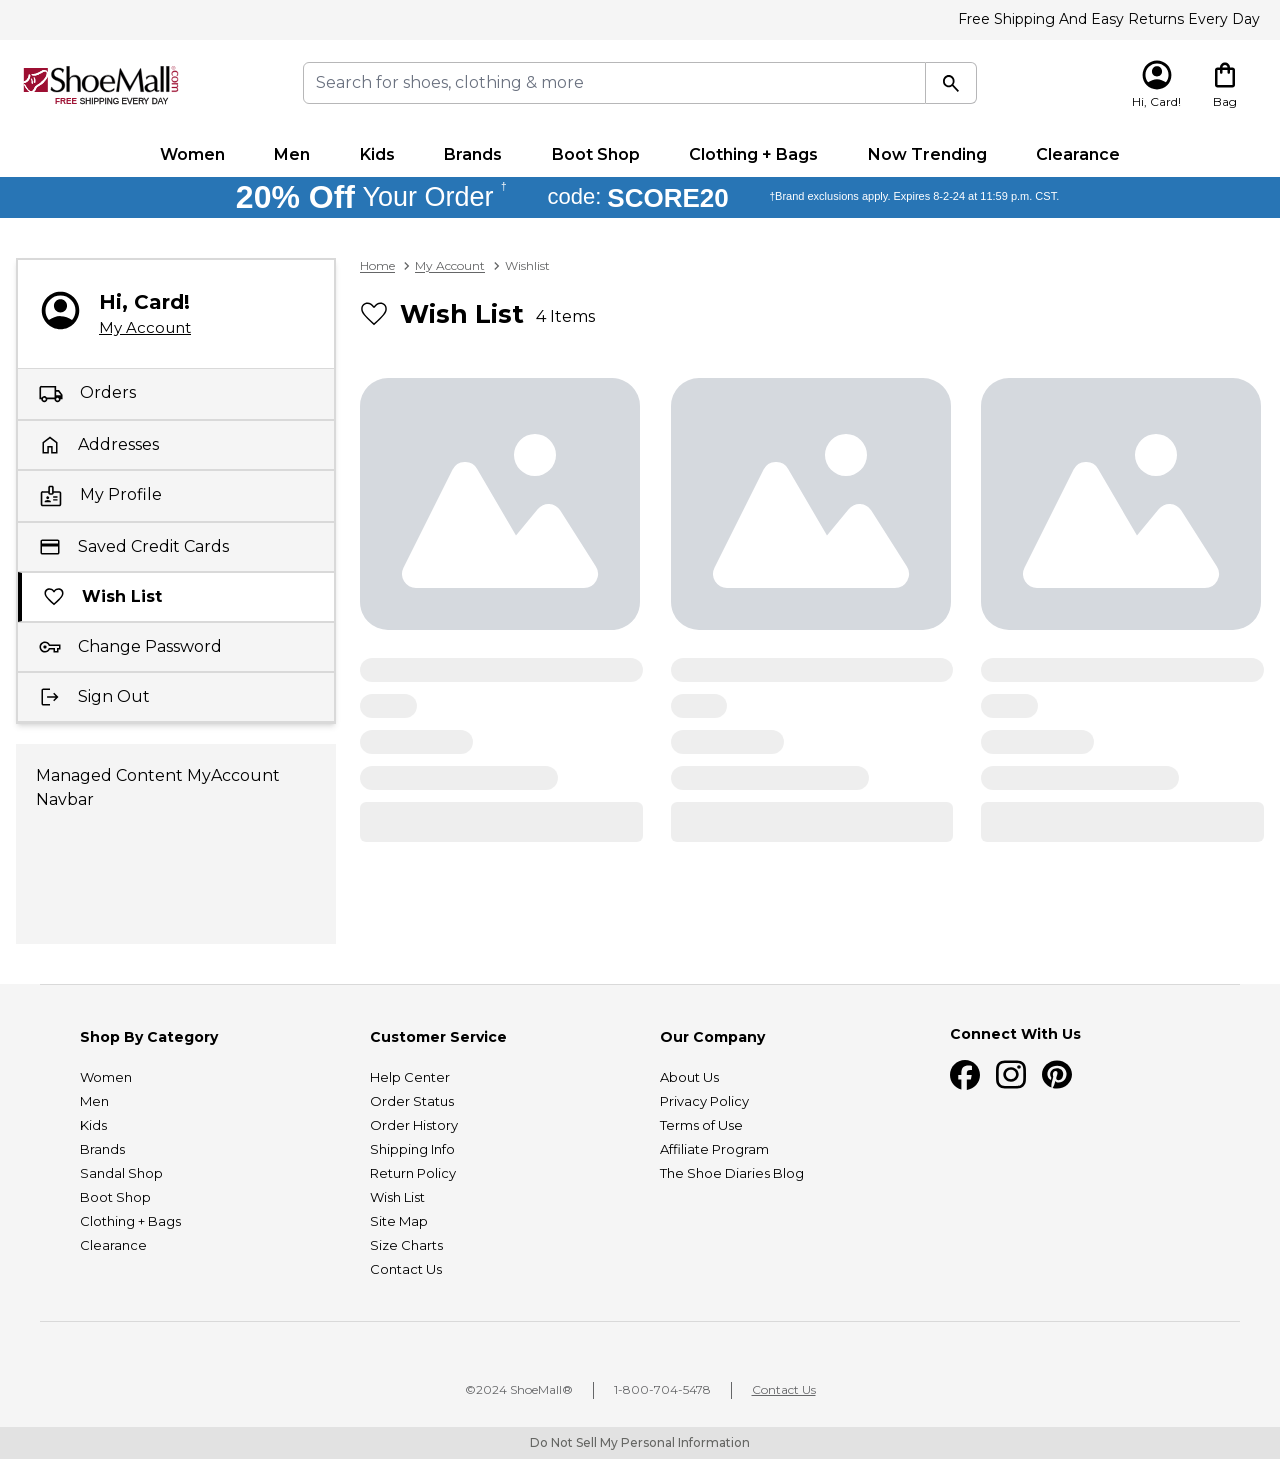 Free Shipping And Easy Returns Every Day
ShoeMall.com
FREE SHIPPING EVERY DAY
Search for shoes, clothing & more
Hi, Card!
Bag
Women Men Kids Brands Boot Shop Clothing + Bags Now Trending Clearance
20% Off Your Order † code: SCORE20 †Brand exclusions apply. Expires 8-2-24 at 11:59 p.m. CST.
Hi, Card!
My Account
Orders
Addresses
My Profile
Saved Credit Cards
Wish List
Change Password
Sign Out
Managed Content MyAccount
Navbar
Home > My Account > Wishlist
Wish List 4 Items
Shop By Category
Women
Men
Kids
Brands
Sandal Shop
Boot Shop
Clothing + Bags
Clearance
Customer Service
Help Center
Order Status
Order History
Shipping Info
Return Policy
Wish List
Site Map
Size Charts
Contact Us
Our Company
About Us
Privacy Policy
Terms of Use
Affiliate Program
The Shoe Diaries Blog
Connect With Us
©2024 ShoeMall® | 1-800-704-5478 | Contact Us
Do Not Sell My Personal Information